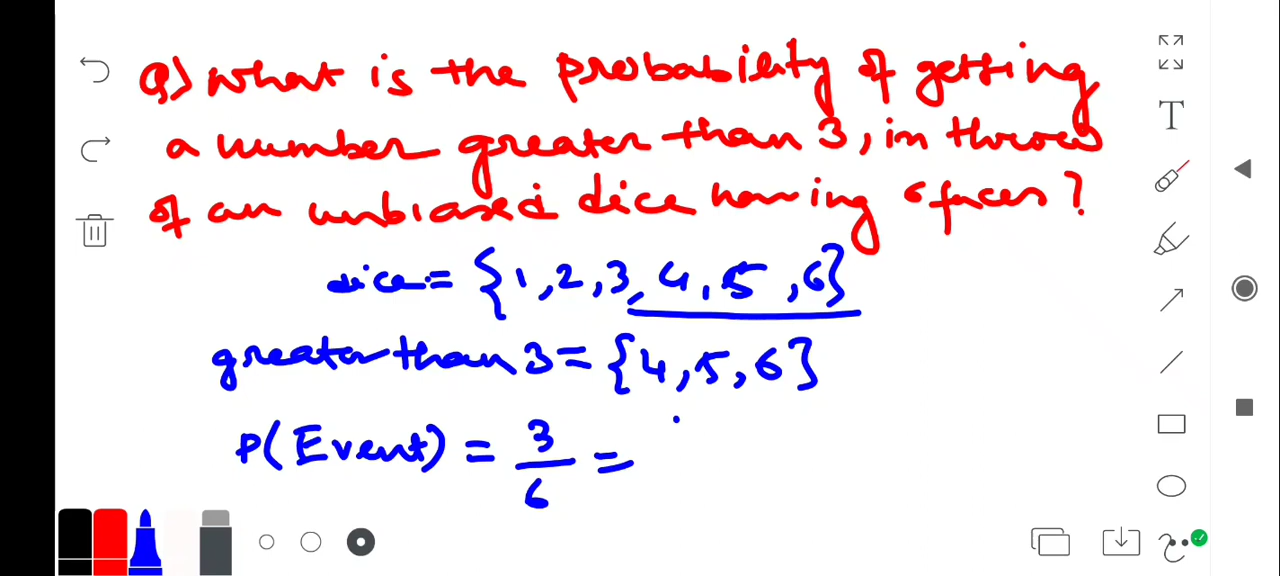 Q) What is the probability of getting
a number greater than 3, in throws
of an unbiased dice having 6 faces?
dice = {1, 2, 3, 4, 5, 6}
greater than 3 = {4, 5, 6}
P(Event) = 3/6 =
T